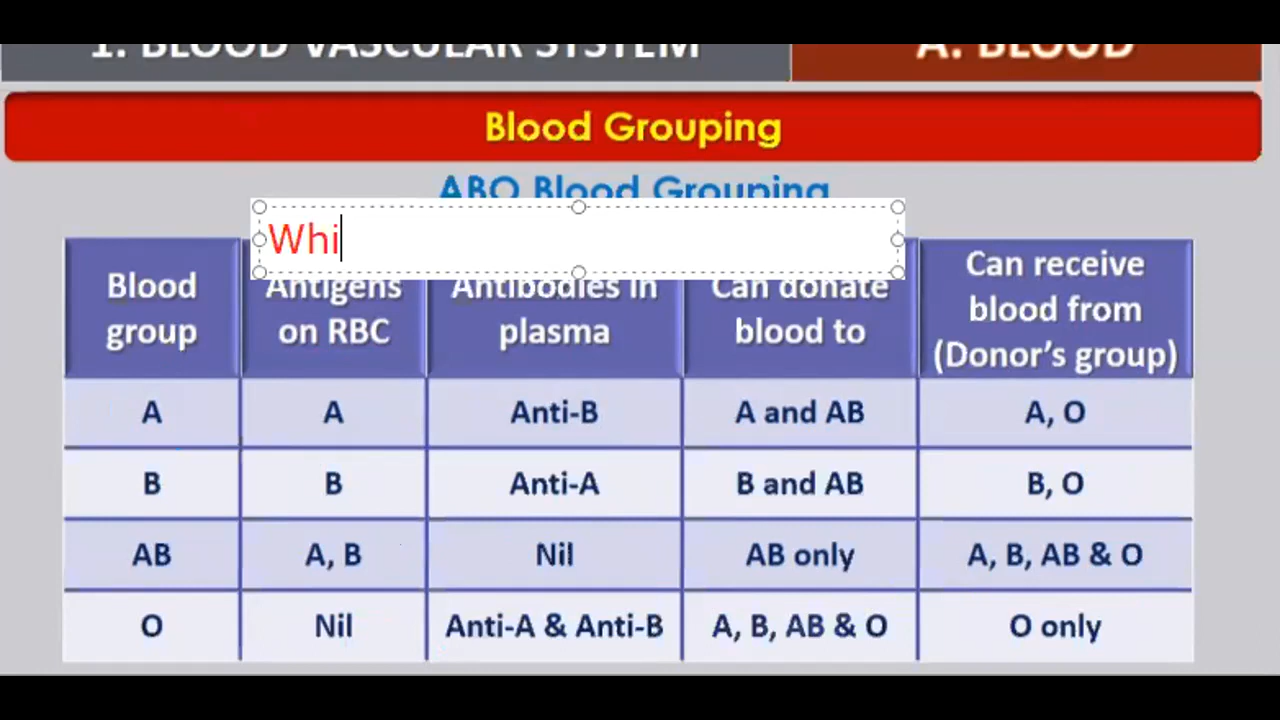 1. BLOOD VASCULAR SYSTEM
A. BLOOD
Blood Grouping
ABO Blood Grouping
Whi
Blood group
Antigens on RBC
Antibodies in plasma
Can donate blood to
Can receive blood from (Donor's group)
A A Anti-B A and AB A, O
B B Anti-A B and AB B, O
AB A, B Nil AB only A, B, AB & O
O Nil Anti-A & Anti-B A, B, AB & O O only